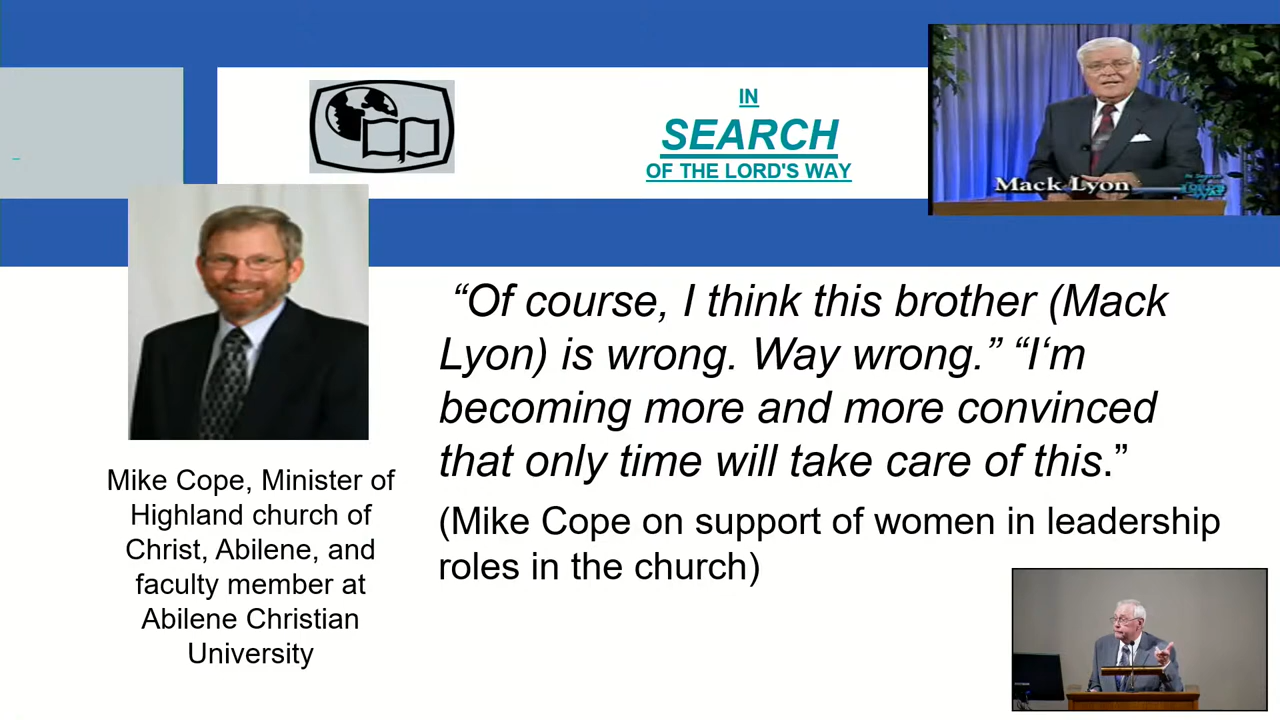 IN
SEARCH
OF THE LORD'S WAY
Mack Lyon
“Of course, I think this brother (Mack
Lyon) is wrong. Way wrong.” “I‘m
becoming more and more convinced
that only time will take care of this.”
(Mike Cope on support of women in leadership
roles in the church)
Mike Cope, Minister of
Highland church of
Christ, Abilene, and
faculty member at
Abilene Christian
University